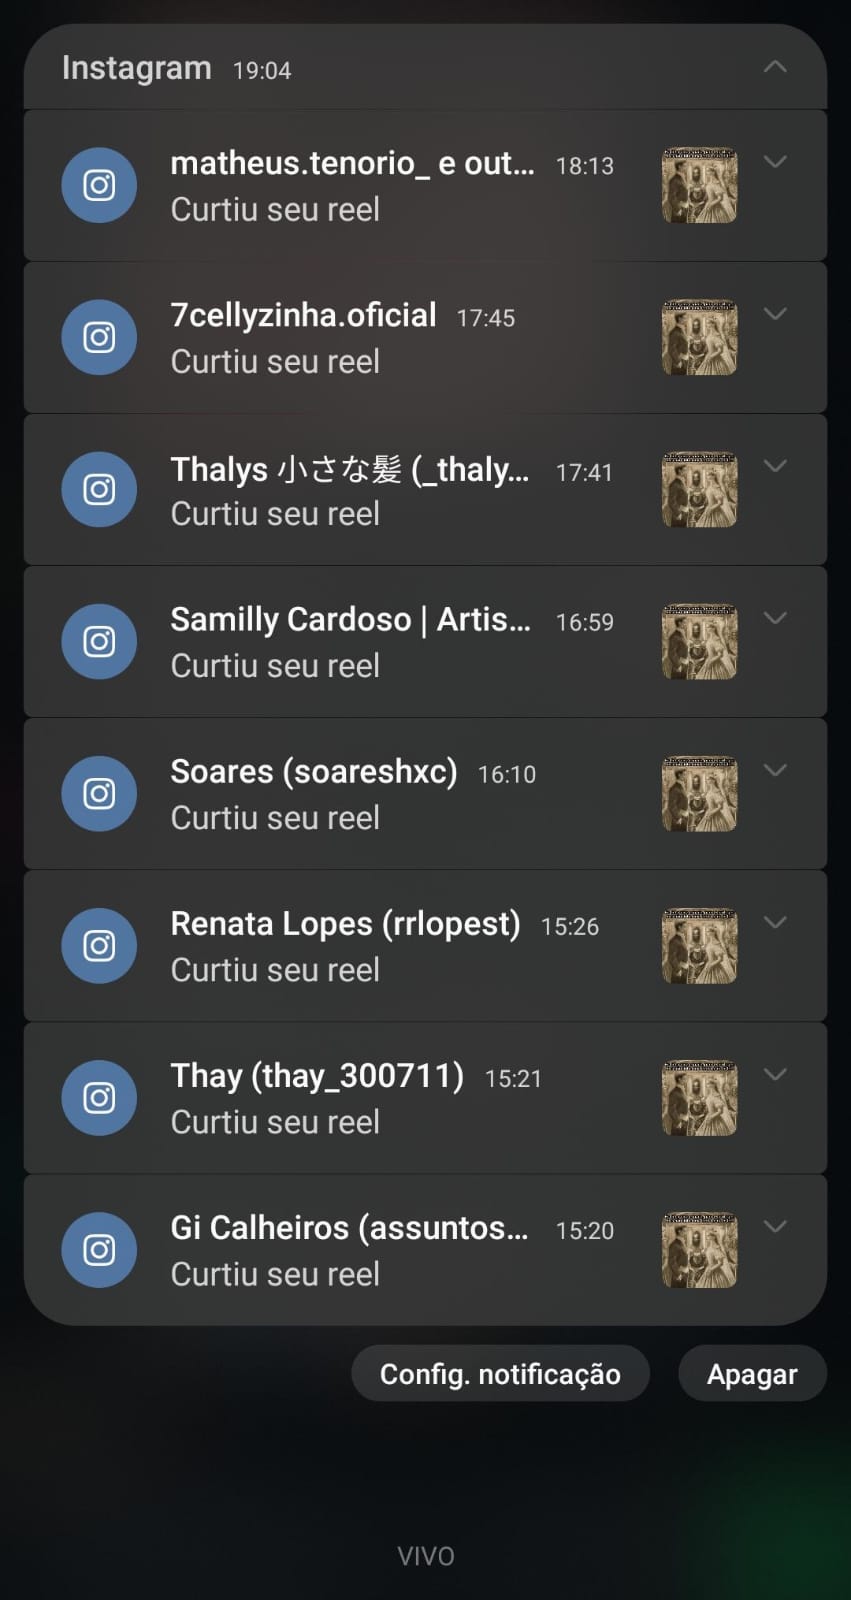 Instagram 19:04
matheus.tenorio_ e out... 18:13
Curtiu seu reel
7cellyzinha.oficial 17:45
Curtiu seu reel
Thalys 小さな髪 (_thaly... 17:41
Curtiu seu reel
Samilly Cardoso | Artis... 16:59
Curtiu seu reel
Soares (soareshxc) 16:10
Curtiu seu reel
Renata Lopes (rrlopest) 15:26
Curtiu seu reel
Thay (thay_300711) 15:21
Curtiu seu reel
Gi Calheiros (assuntos... 15:20
Curtiu seu reel
Config. notificação Apagar
VIVO